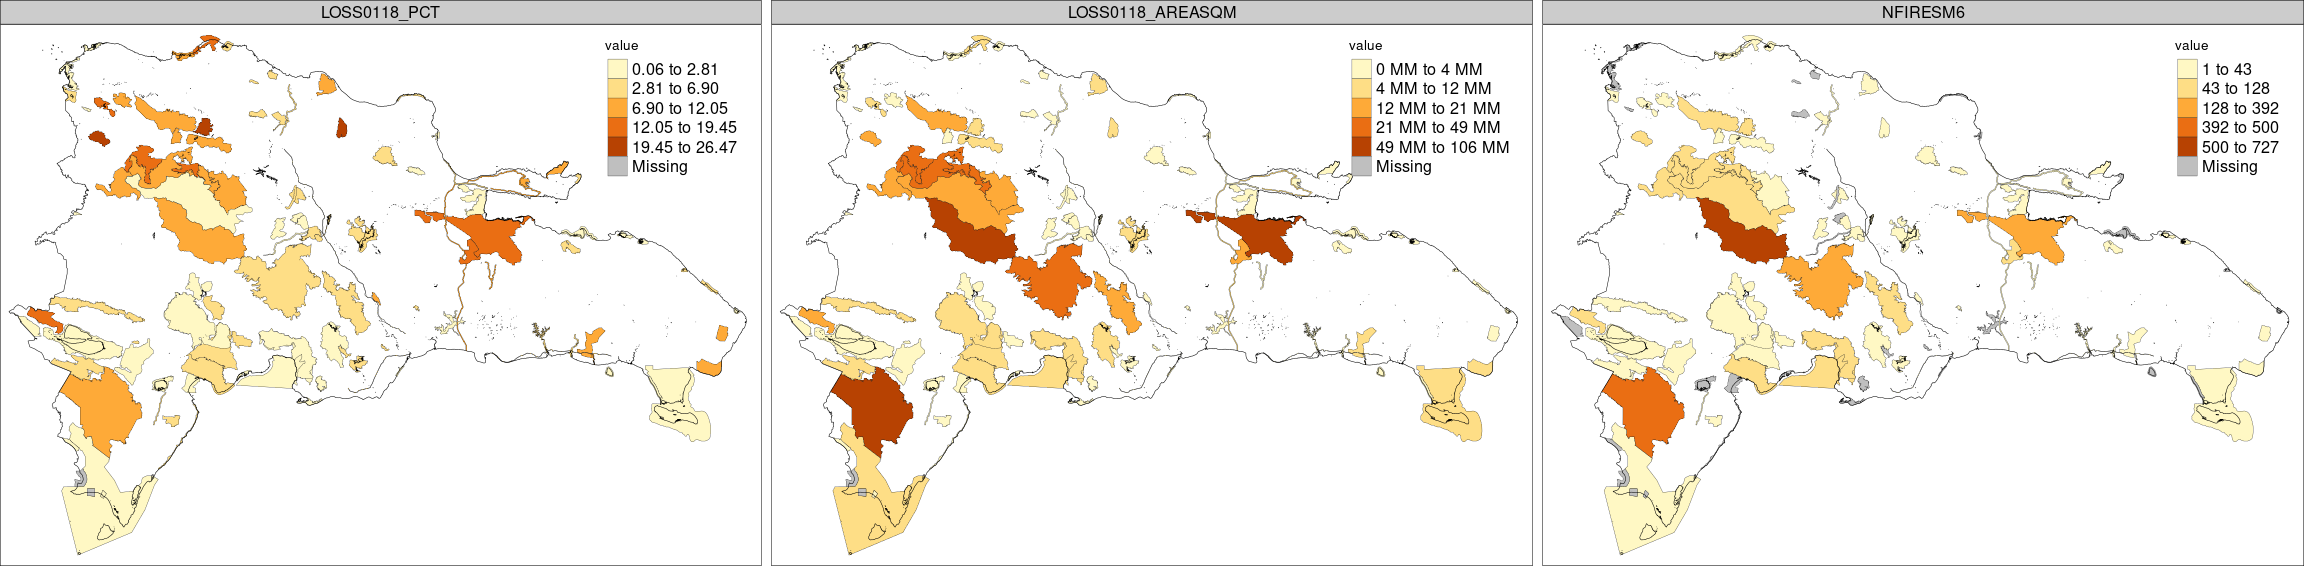 LOSS0118_PCT
value
0.06 to 2.81
2.81 to 6.90
6.90 to 12.05
12.05 to 19.45
19.45 to 26.47
Missing
LOSS0118_AREASQM
value
0 MM to 4 MM
4 MM to 12 MM
12 MM to 21 MM
21 MM to 49 MM
49 MM to 106 MM
Missing
NFIRESM6
value
1 to 43
43 to 128
128 to 392
392 to 500
500 to 727
Missing